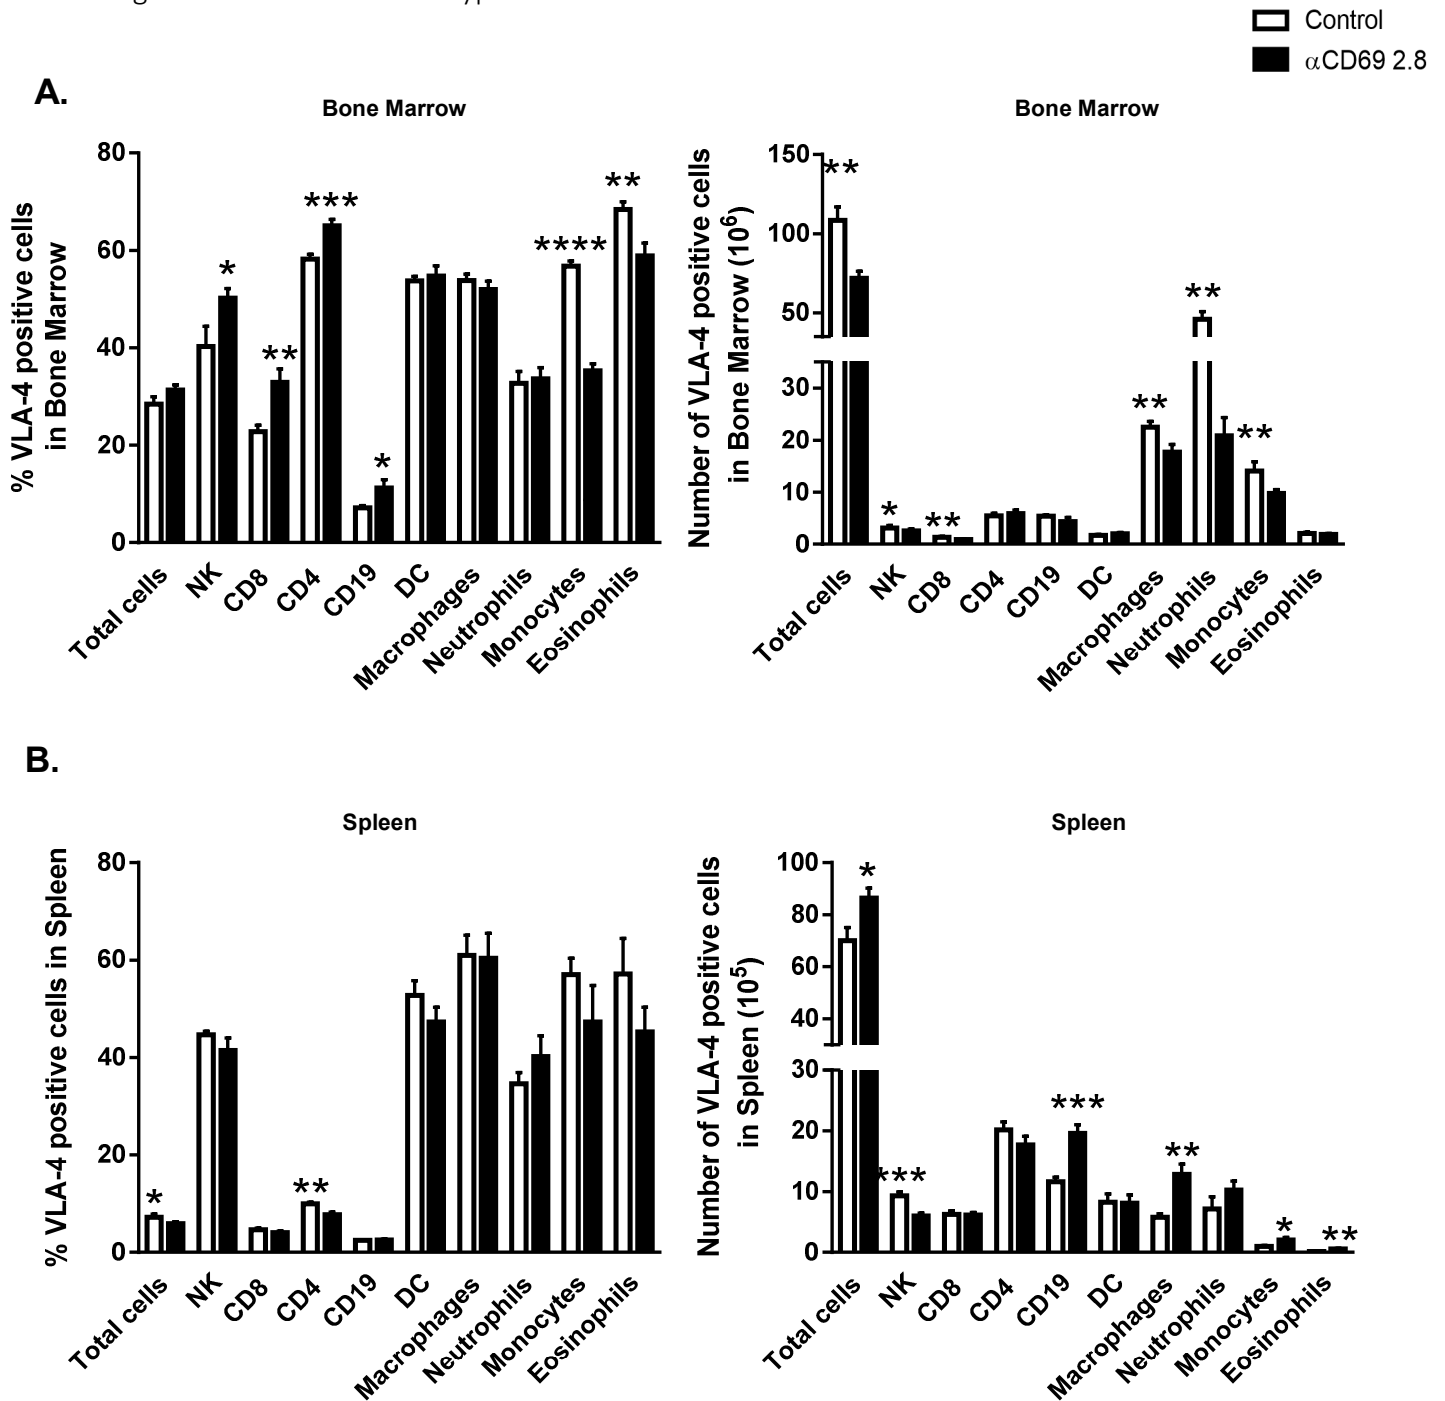 Control
αCD69 2.8
A.
Bone Marrow
% VLA-4 positive cells
in Bone Marrow
80
60
40
20
0
*
**
***
*
****
**
Total cells
NK
CD8
CD4
CD19
DC
Macrophages
Neutrophils
Monocytes
Eosinophils
Bone Marrow
Number of VLA-4 positive cells
in Bone Marrow (10⁶)
150
100
50
30
20
10
0
**
*
**
**
**
**
Total cells
NK
CD8
CD4
CD19
DC
Macrophages
Neutrophils
Monocytes
Eosinophils
B.
Spleen
% VLA-4 positive cells in Spleen
80
60
40
20
0
*
**
Total cells
NK
CD8
CD4
CD19
DC
Macrophages
Neutrophils
Monocytes
Eosinophils
Spleen
Number of VLA-4 positive cells
in Spleen (10⁵)
100
80
60
40
30
20
10
0
*
***
***
**
*
**
Total cells
NK
CD8
CD4
CD19
DC
Macrophages
Neutrophils
Monocytes
Eosinophils